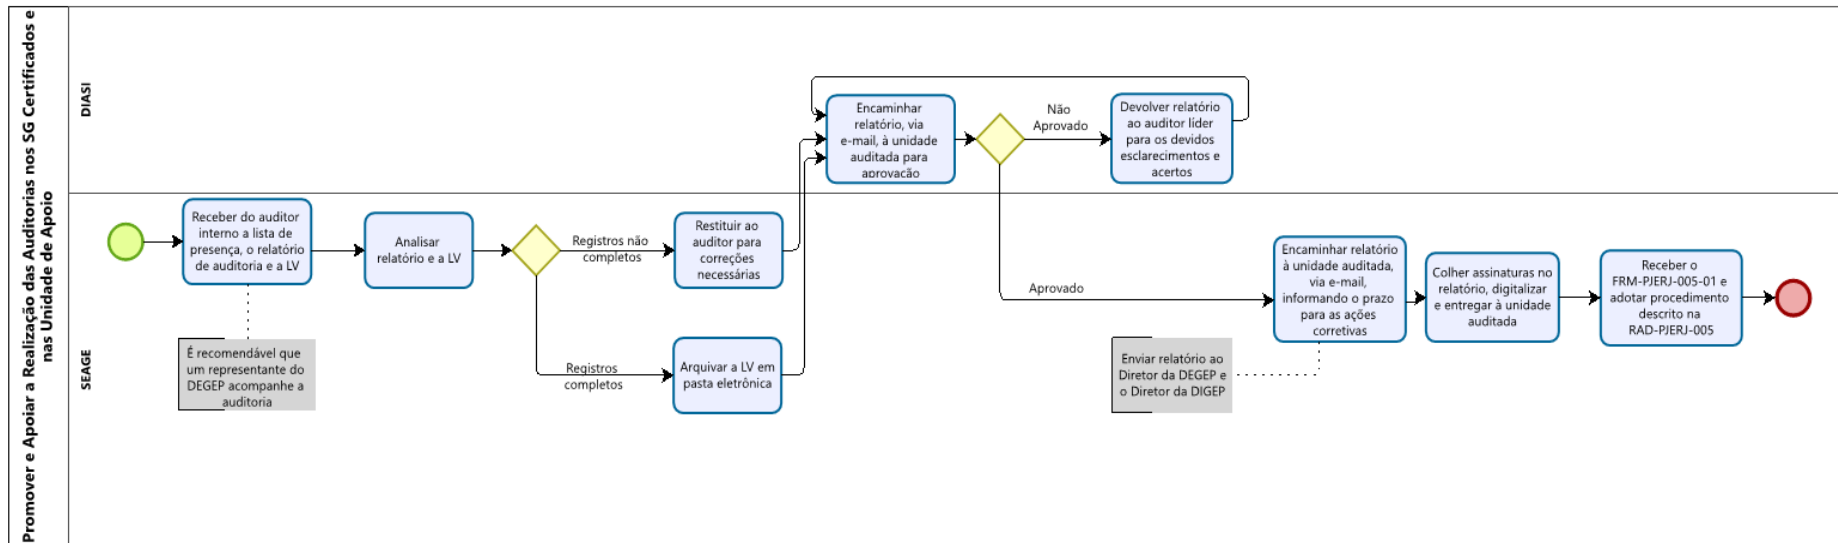 Promover e Apoiar a Realização das Auditorias nos SG Certificados e
nas Unidade de Apoio
DIASI
Encaminhar
relatório, via
e-mail, à unidade
auditada para
aprovação
Não
Aprovado
Devolver relatório
ao auditor líder
para os devidos
esclarecimentos e
acertos
SEAGE
Receber do auditor
interno a lista de
presença, o relatório
de auditoria e a LV
É recomendável que
um representante do
DEGEP acompanhe a
auditoria
Analisar
relatório e a LV
Registros não
completos
Restituir ao
auditor para
correções
necessárias
Registros
completos
Arquivar a LV em
pasta eletrônica
Aprovado
Encaminhar relatório
à unidade auditada,
via e-mail,
informando o prazo
para as ações
corretivas
Enviar relatório ao
Diretor da DEGEP e
o Diretor da DIGEP
Colher assinaturas no
relatório, digitalizar
e entregar à unidade
auditada
Receber o
FRM-PJERJ-005-01 e
adotar procedimento
descrito na
RAD-PJERJ-005